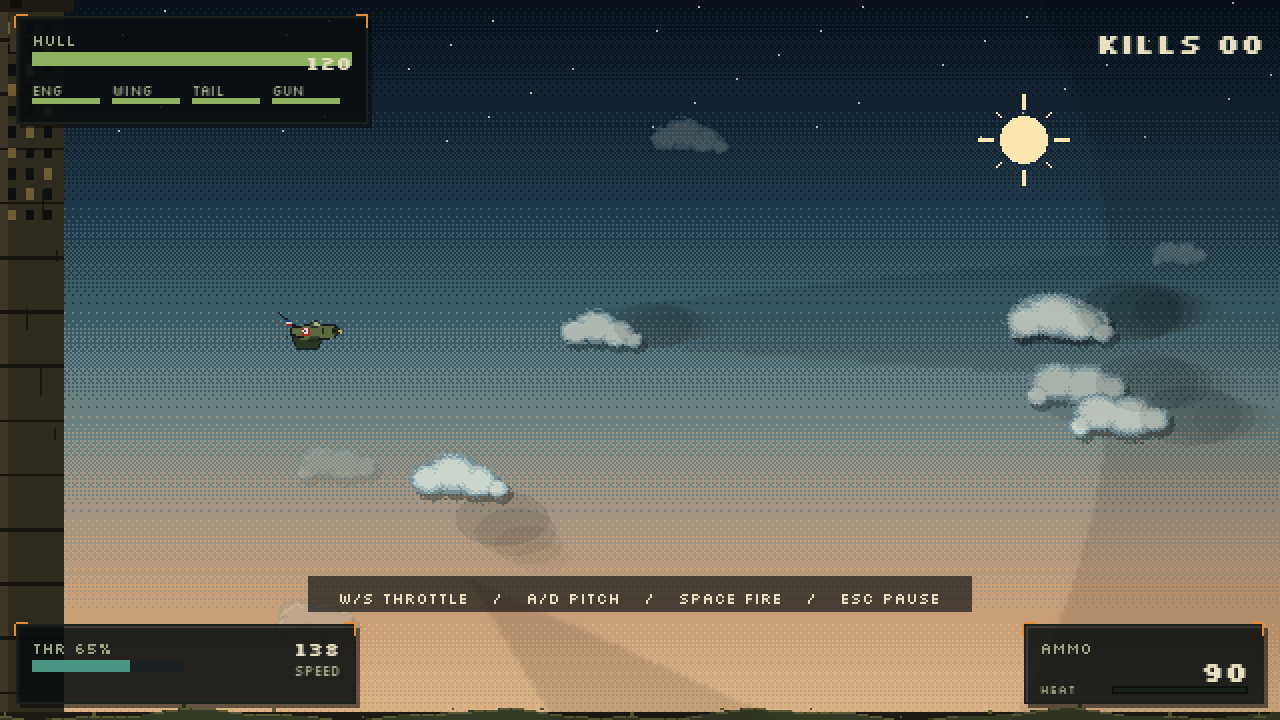 HULL
120
ENG WING TAIL GUN
KILLS 00
W/S THROTTLE / A/D PITCH / SPACE FIRE / ESC PAUSE
THR 65%
138
SPEED
AMMO
90
HEAT